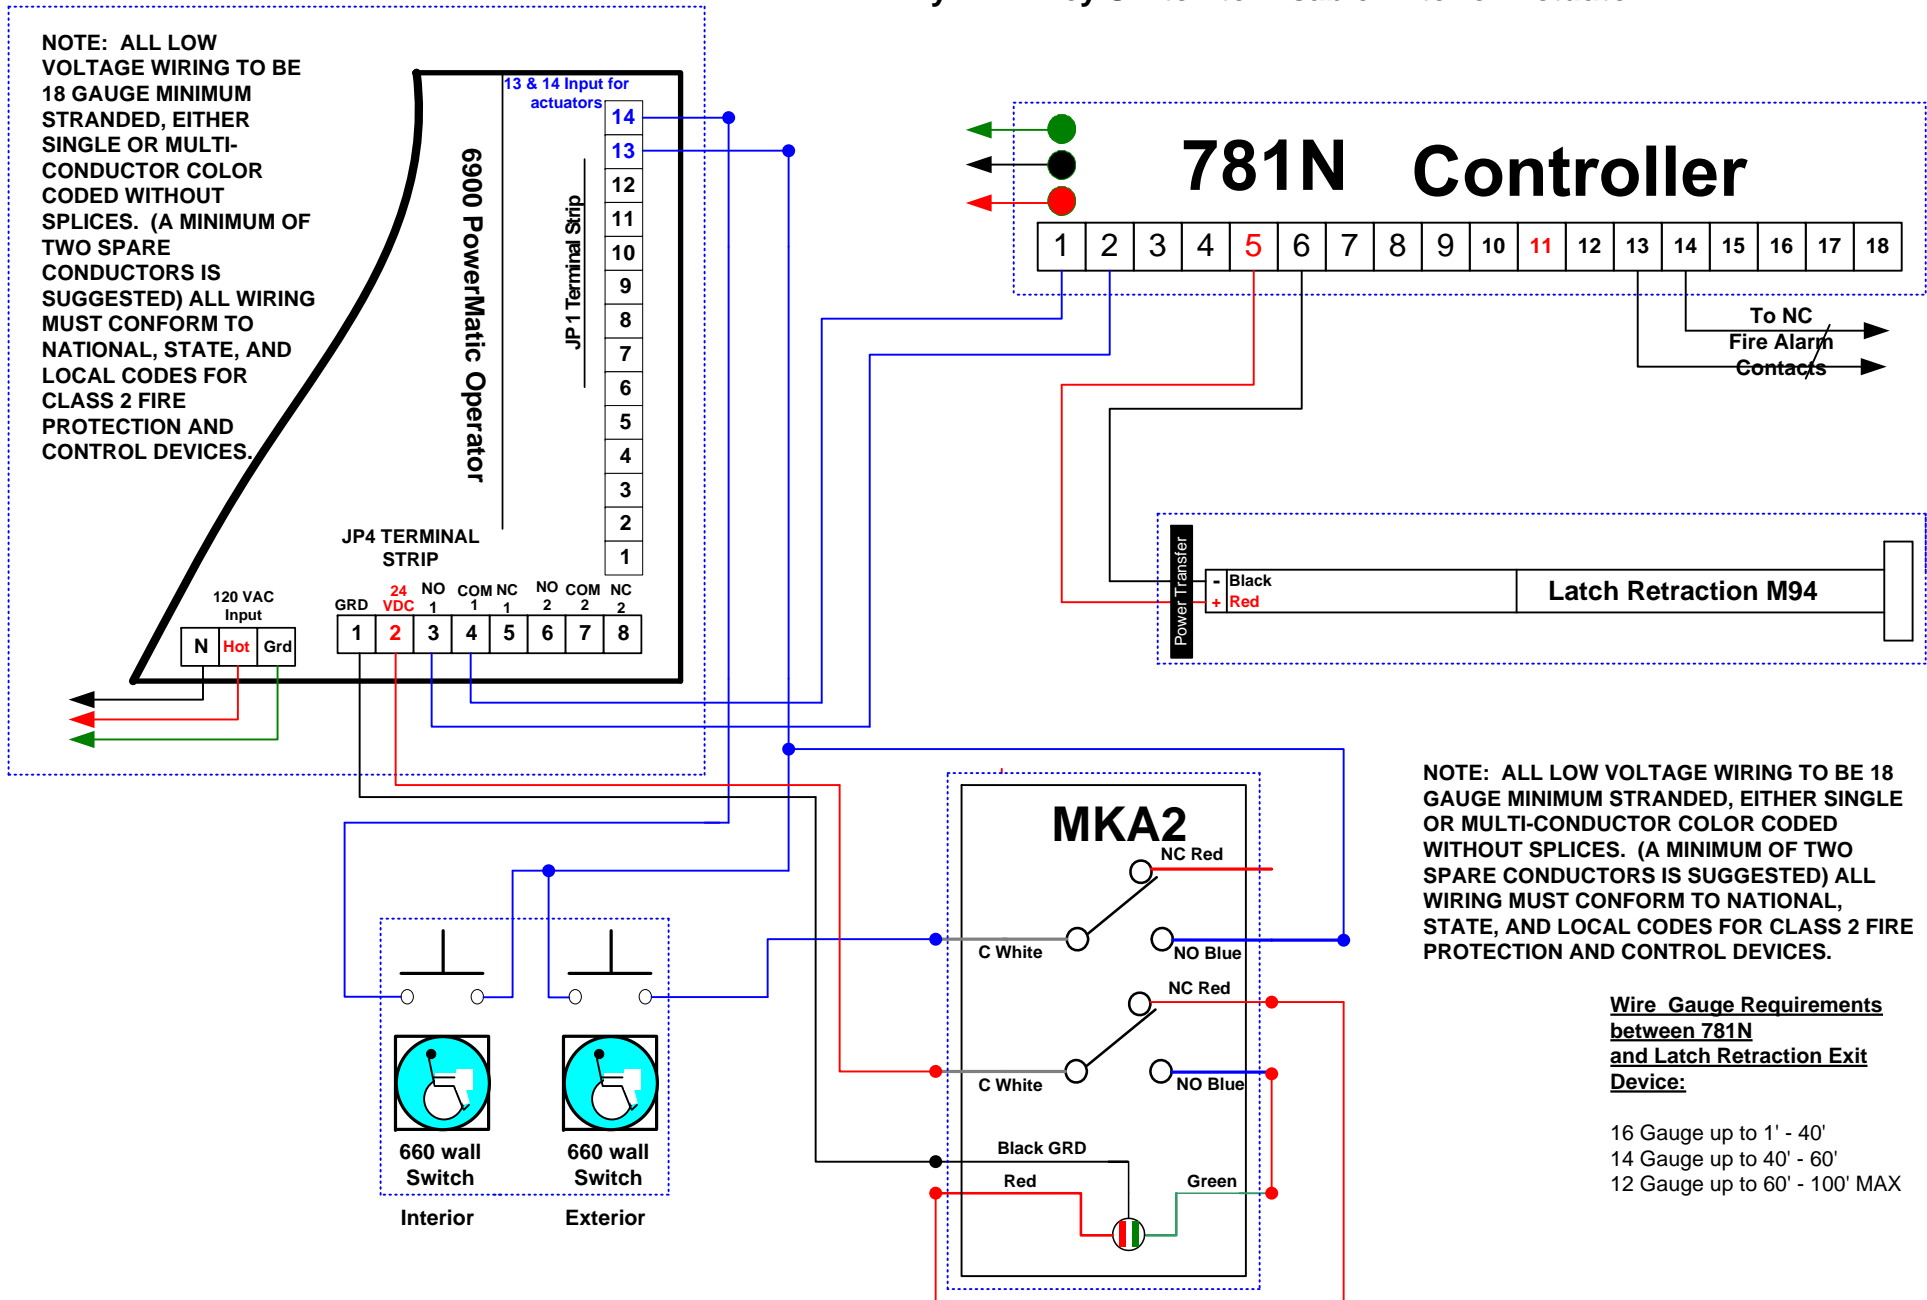 NOTE: ALL LOW
VOLTAGE WIRING TO BE
18 GAUGE MINIMUM
STRANDED, EITHER
SINGLE OR MULTI-
CONDUCTOR COLOR
CODED WITHOUT
SPLICES. (A MINIMUM OF
TWO SPARE
CONDUCTORS IS
SUGGESTED) ALL WIRING
MUST CONFORM TO
NATIONAL, STATE, AND
LOCAL CODES FOR
CLASS 2 FIRE
PROTECTION AND
CONTROL DEVICES.
13 & 14 Input for
actuators
14
13
12
11
10
9
8
7
6
5
4
3
2
1
6900 PowerMatic Operator
JP1 Terminal Strip
JP4 TERMINAL
STRIP
GRD
24
VDC
NO
1
COM
1
NC
1
NO
2
COM
2
NC
2
1 2 3 4 5 6 7 8
120 VAC
Input
N Hot Grd
781N Controller
1 2 3 4 5 6 7 8 9 10 11 12 13 14 15 16 17 18
To NC
Fire Alarm
Contacts
Power Transfer
- Black
+ Red
Latch Retraction M94
MKA2
NC Red
C White
NO Blue
NC Red
C White
NO Blue
Black GRD
Red
Green
660 wall
Switch
Interior
660 wall
Switch
Exterior
NOTE: ALL LOW VOLTAGE WIRING TO BE 18
GAUGE MINIMUM STRANDED, EITHER SINGLE
OR MULTI-CONDUCTOR COLOR CODED
WITHOUT SPLICES. (A MINIMUM OF TWO
SPARE CONDUCTORS IS SUGGESTED) ALL
WIRING MUST CONFORM TO NATIONAL,
STATE, AND LOCAL CODES FOR CLASS 2 FIRE
PROTECTION AND CONTROL DEVICES.
Wire Gauge Requirements
between 781N
and Latch Retraction Exit
Device:
16 Gauge up to 1' - 40'
14 Gauge up to 40' - 60'
12 Gauge up to 60' - 100' MAX